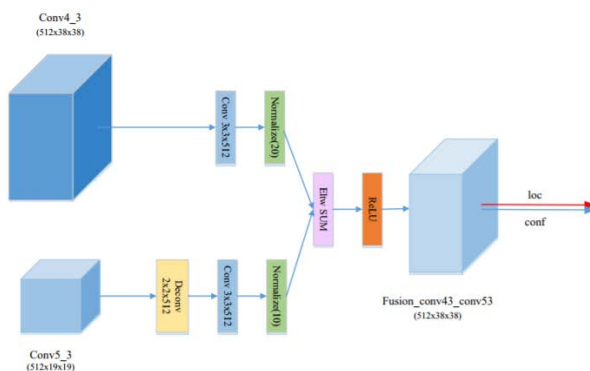 Conv4_3
(512x38x38)
Conv 3x3x512
Normalize(20)
Eltw SUM
ReLU
loc
conf
Fusion_conv43_conv53
(512x38x38)
Deconv
2x2x512
Conv 3x3x512
Normalize(10)
Conv5_3
(512x19x19)